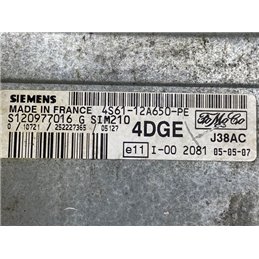 SIEMENS
MADE IN FRANCE 4S61-12A650-PE
S120977016 G SIM210
0 / 10721 / 252227365 / 05127
4DGE
FoMoCo
J38AC
e11 I-00 2081 05-05-07